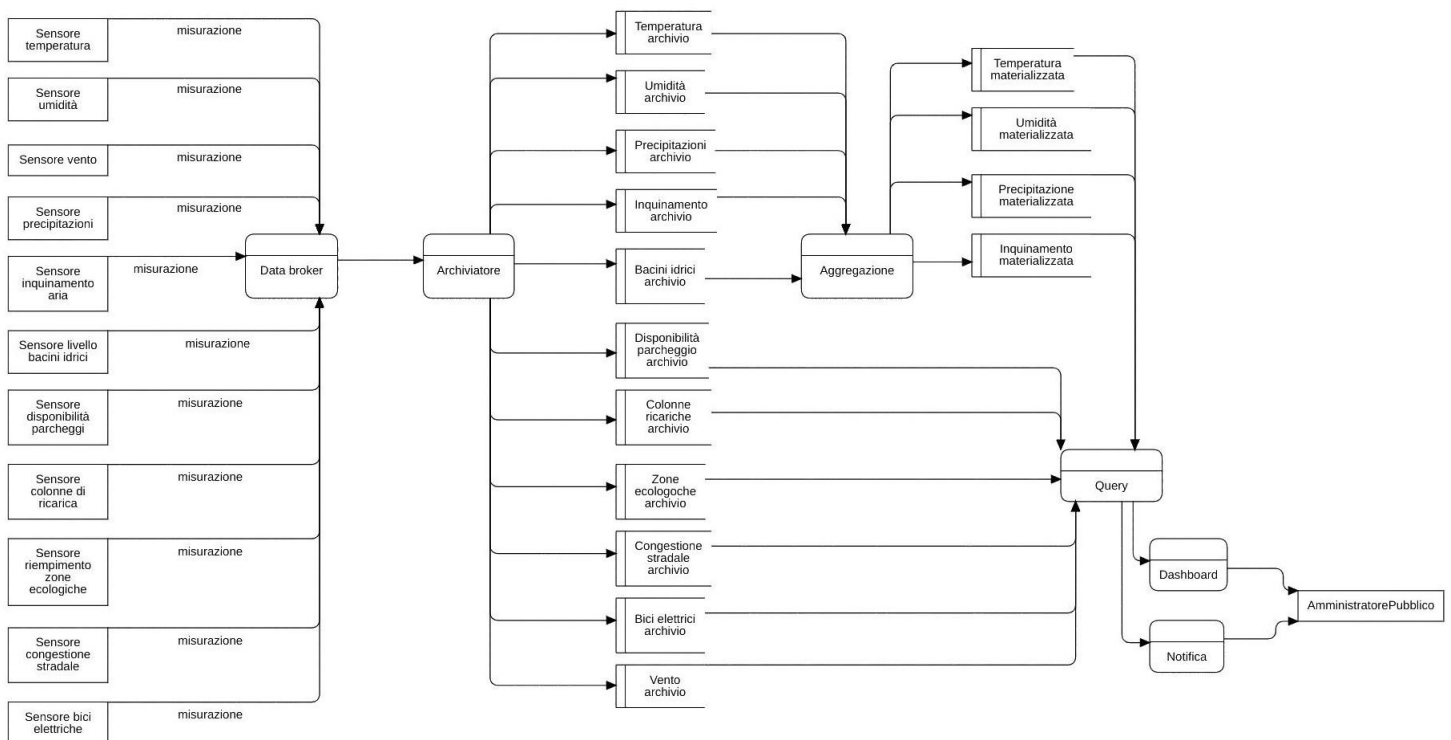 Sensore
temperatura
misurazione
Sensore
umidità
misurazione
Sensore vento
misurazione
Sensore
precipitazioni
misurazione
Sensore
inquinamento
aria
misurazione
Sensore livello
bacini idrici
misurazione
Sensore
disponibilità
parcheggi
misurazione
Sensore
colonne di
ricarica
misurazione
Sensore
riempimento
zone
ecologiche
misurazione
Sensore
congestione
stradale
misurazione
Sensore bici
elettriche
misurazione
Data broker
Archiviatore
Temperatura
archivio
Umidità
archivio
Precipitazioni
archivio
Inquinamento
archivio
Bacini idrici
archivio
Disponibilità
parcheggio
archivio
Colonne
ricariche
archivio
Zone
ecologoche
archivio
Congestione
stradale
archivio
Bici elettrici
archivio
Vento
archivio
Aggregazione
Temperatura
materializzata
Umidità
materializzata
Precipitazione
materializzata
Inquinamento
materializzata
Query
Dashboard
Notifica
AmministratorePubblico